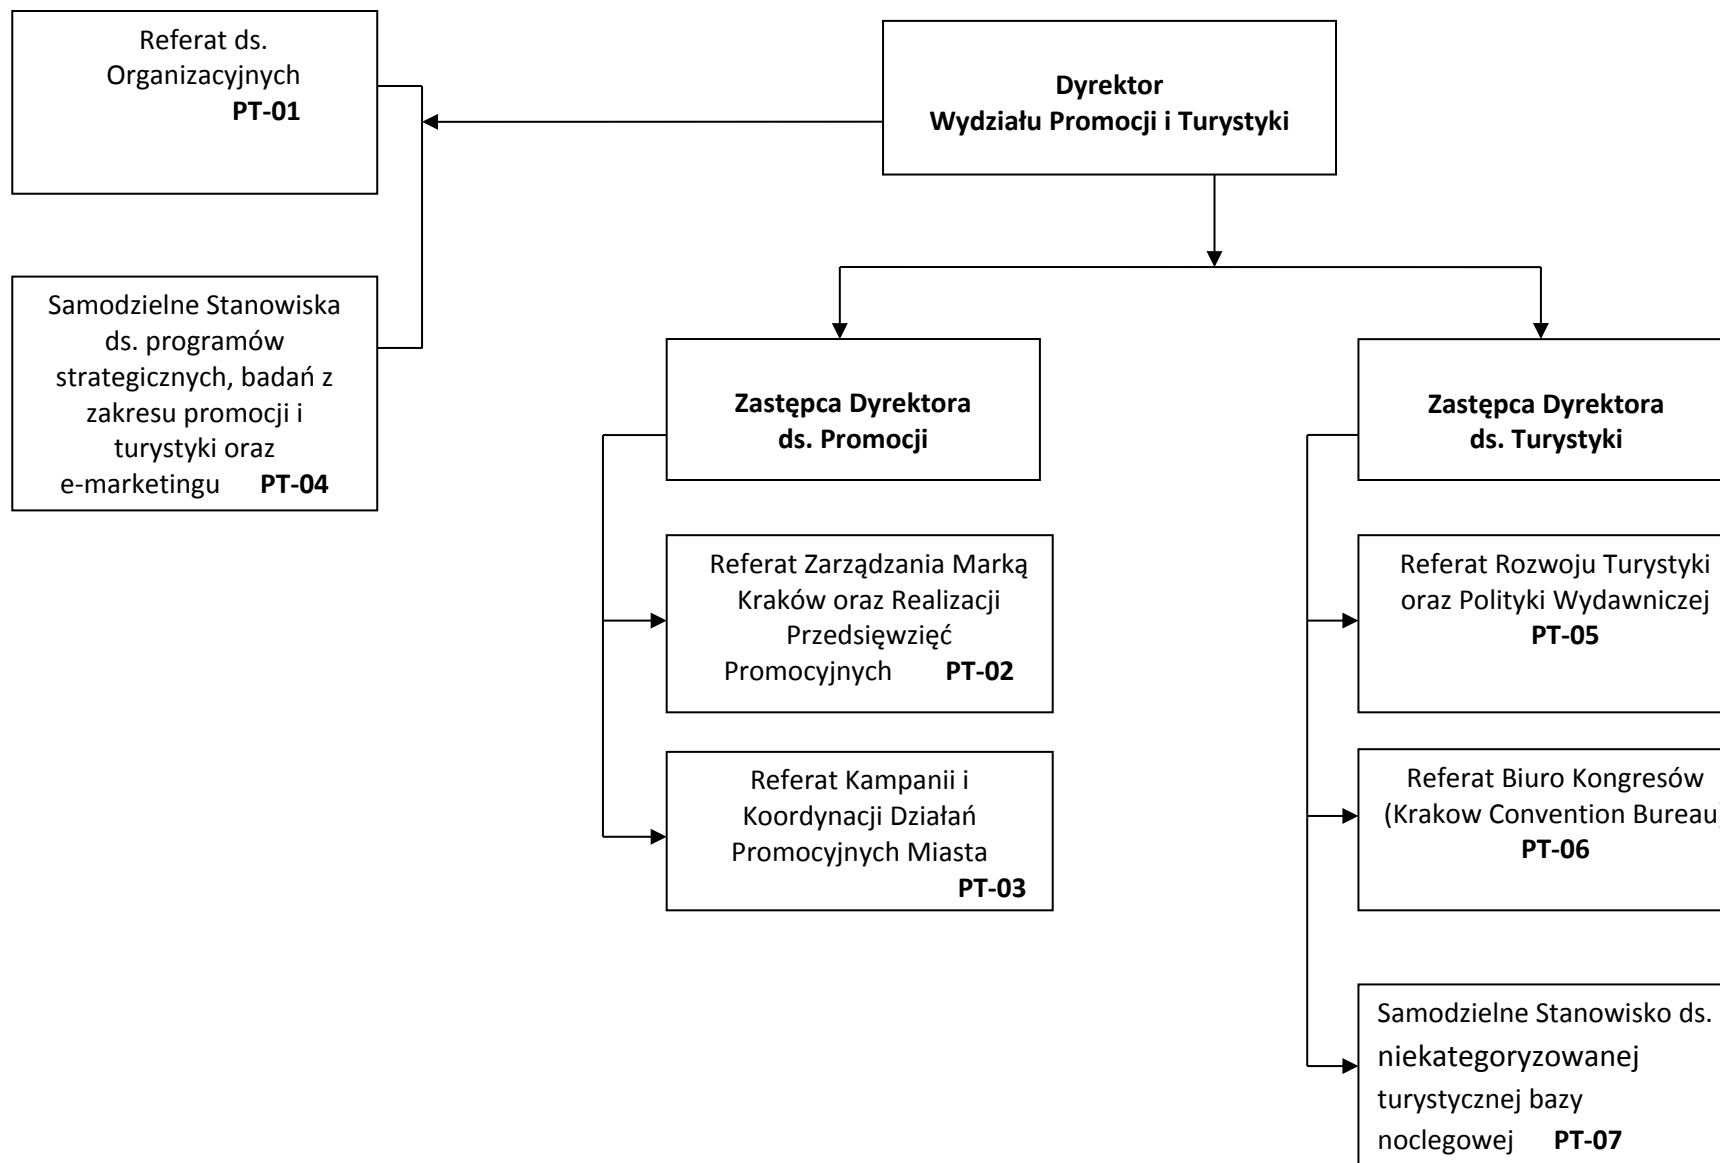 Referat ds.
Organizacyjnych
PT-01
Dyrektor
Wydziału Promocji i Turystyki
Samodzielne Stanowiska
ds. programów
strategicznych, badań z
zakresu promocji i
turystyki oraz
e-marketingu PT-04
Zastępca Dyrektora
ds. Promocji
Referat Zarządzania Marką
Kraków oraz Realizacji
Przedsięwzięć
Promocyjnych PT-02
Referat Kampanii i
Koordynacji Działań
Promocyjnych Miasta
PT-03
Zastępca Dyrektora
ds. Turystyki
Referat Rozwoju Turystyki
oraz Polityki Wydawniczej
PT-05
Referat Biuro Kongresów
(Krakow Convention Bureau)
PT-06
Samodzielne Stanowisko ds.
niekategoryzowanej
turystycznej bazy
noclegowej PT-07